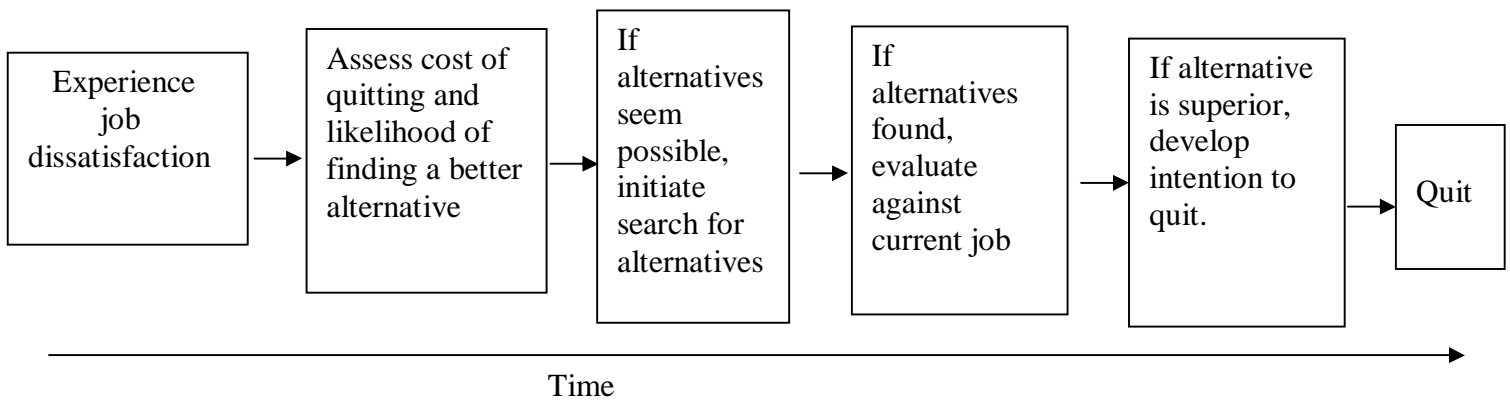 Experience
job
dissatisfaction
Assess cost of
quitting and
likelihood of
finding a better
alternative
If
alternatives
seem
possible,
initiate
search for
alternatives
If
alternatives
found,
evaluate
against
current job
If alternative
is superior,
develop
intention to
quit.
Quit
Time